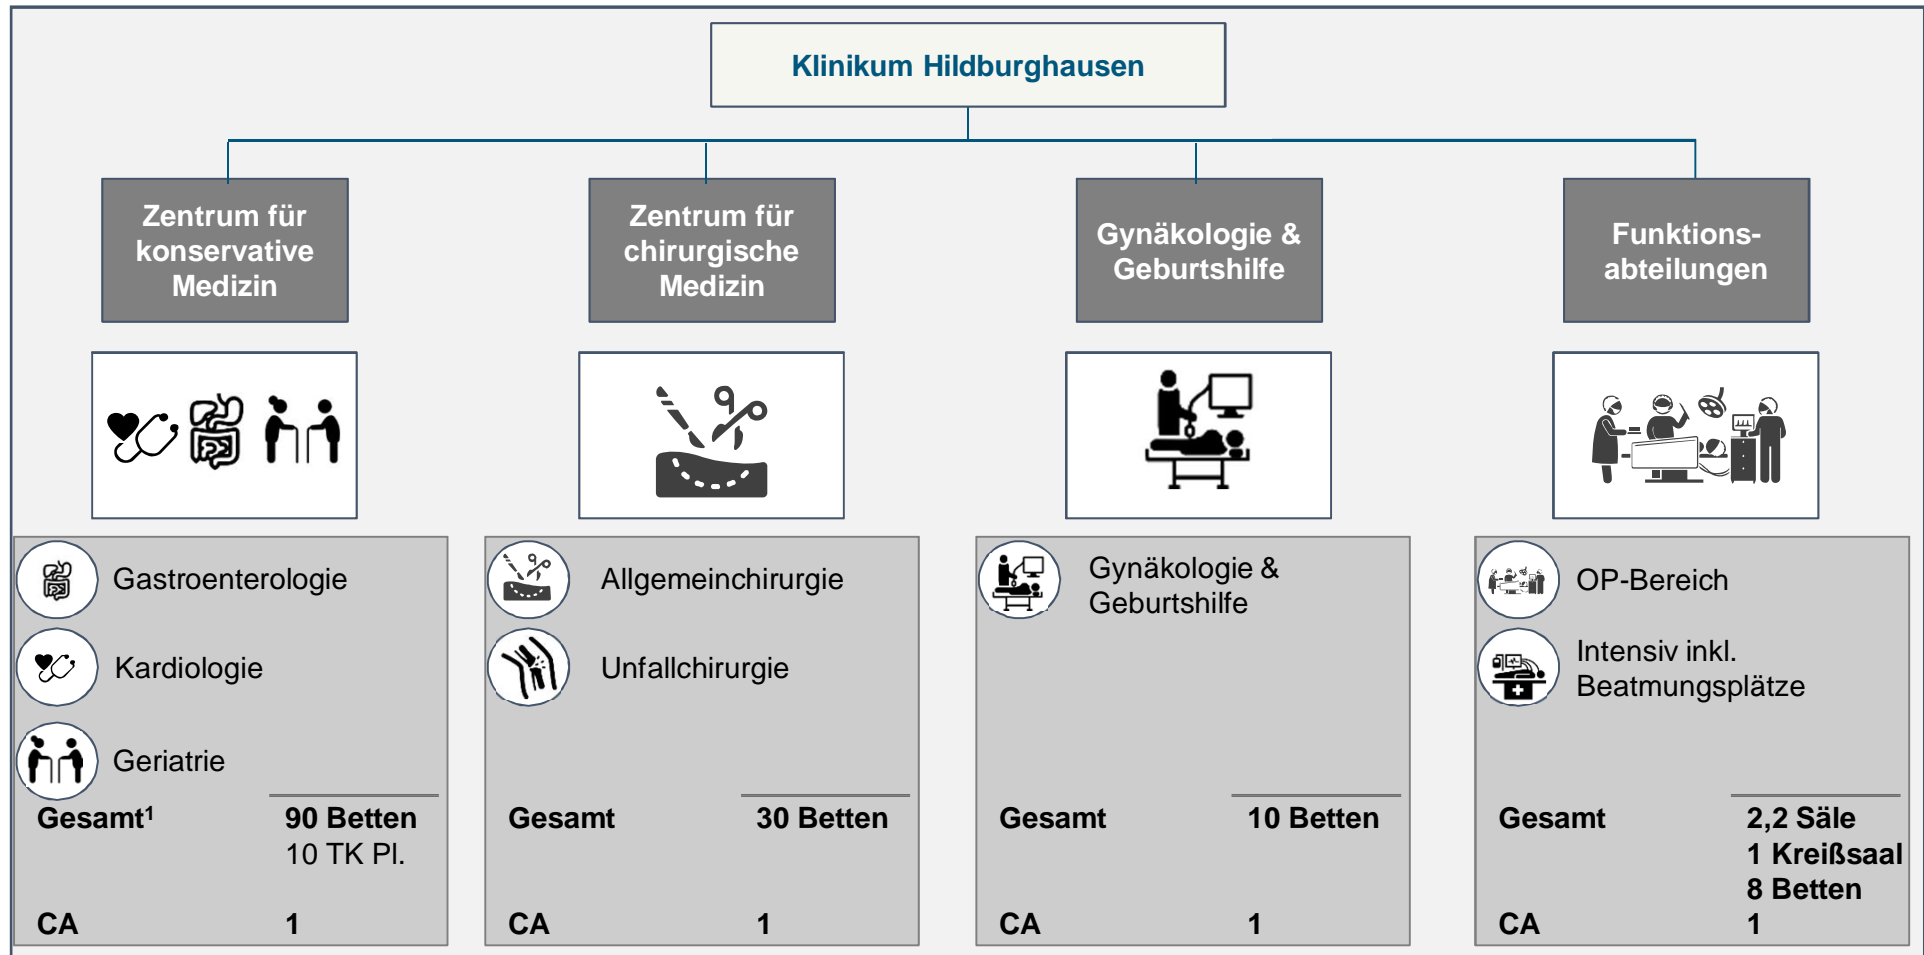 Klinikum Hildburghausen
Zentrum für
konservative
Medizin
Zentrum für
chirurgische
Medizin
Gynäkologie &
Geburtshilfe
Funktions-
abteilungen
Gastroenterologie
Kardiologie
Geriatrie
Gesamt¹ 90 Betten
10 TK Pl.
CA 1
Allgemeinchirurgie
Unfallchirurgie
Gesamt 30 Betten
CA 1
Gynäkologie &
Geburtshilfe
Gesamt 10 Betten
CA 1
OP-Bereich
Intensiv inkl.
Beatmungsplätze
Gesamt 2,2 Säle
1 Kreißsaal
8 Betten
CA 1